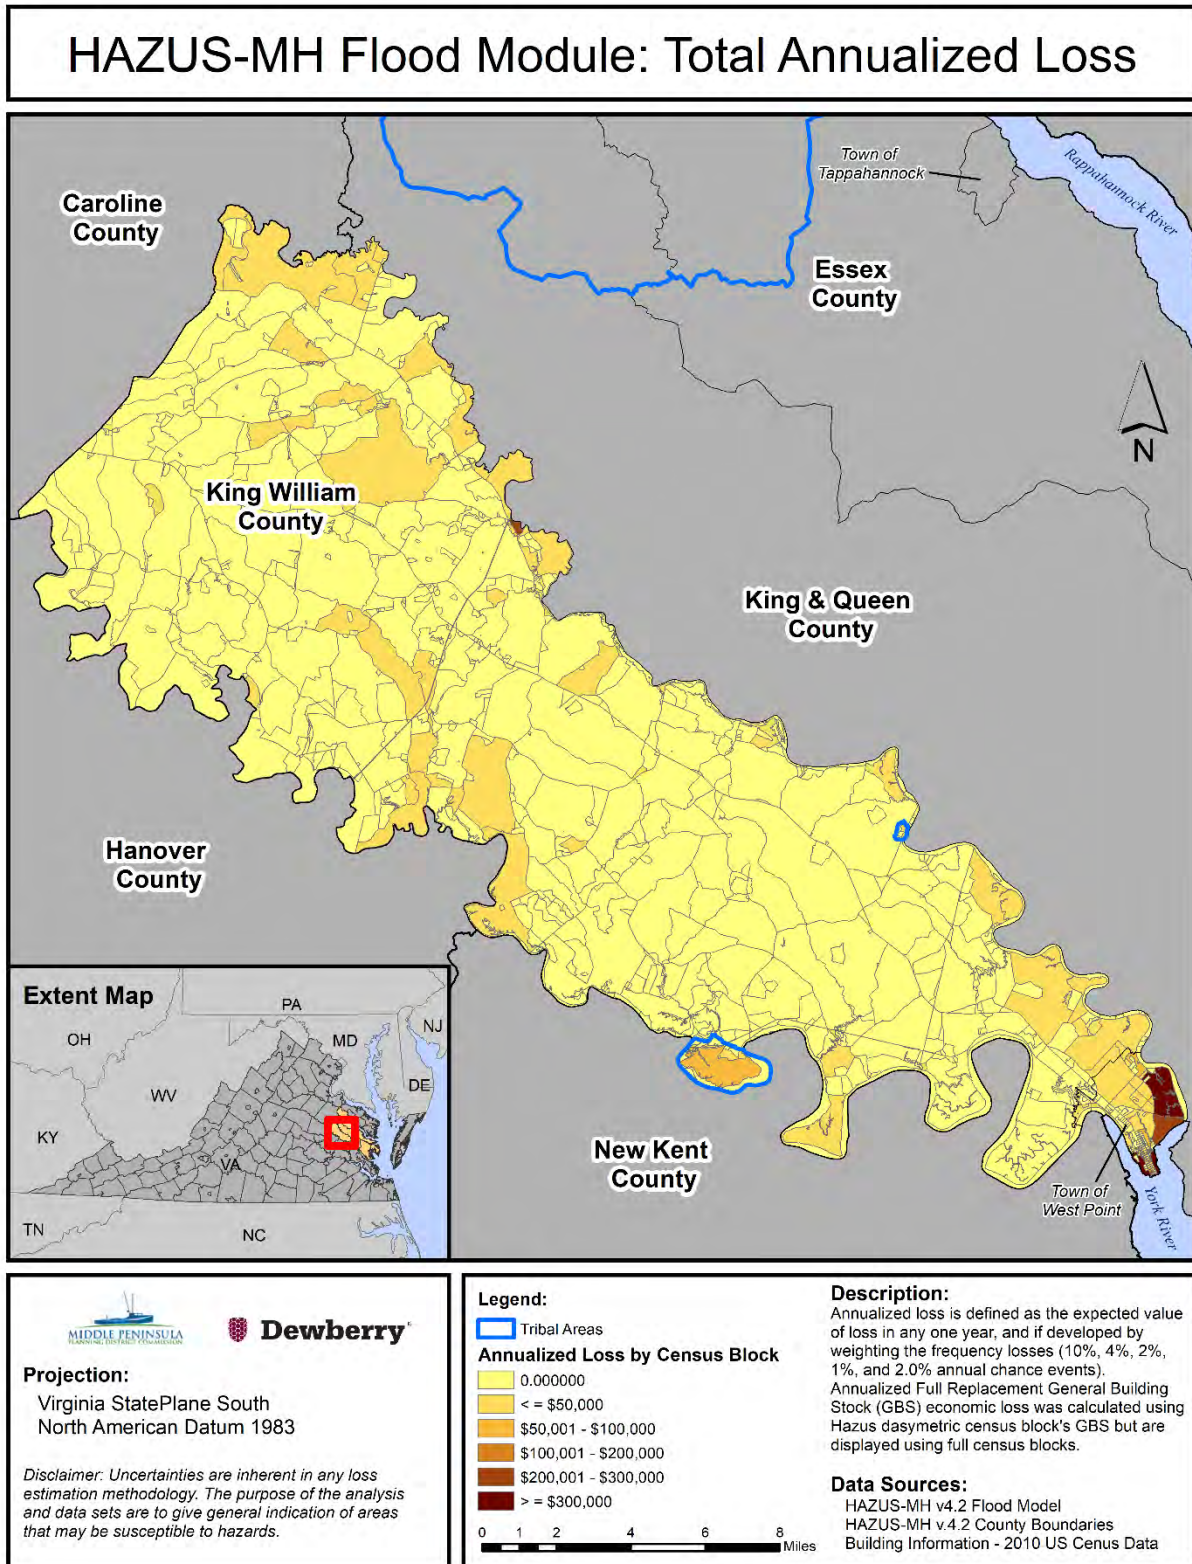 HAZUS-MH Flood Module: Total Annualized Loss
Caroline
County
Town of
Tappahannock
Rappahannock River
Essex
County
N
King William
County
King & Queen
County
Hanover
County
New Kent
County
Town of
West Point
York River
Extent Map
PA
OH
NJ
MD
WV
DE
KY
VA
TN
NC
MIDDLE PENINSULA
PLANNING DISTRICT COMMISSION
Dewberry
Projection:
Virginia StatePlane South
North American Datum 1983
Disclaimer: Uncertainties are inherent in any loss
estimation methodology. The purpose of the analysis
and data sets are to give general indication of areas
that may be susceptible to hazards.
Legend:
Tribal Areas
Annualized Loss by Census Block
0.000000
< = $50,000
$50,001 - $100,000
$100,001 - $200,000
$200,001 - $300,000
> = $300,000
0 1 2 4 6 8
Miles
Description:
Annualized loss is defined as the expected value
of loss in any one year, and if developed by
weighting the frequency losses (10%, 4%, 2%,
1%, and 2.0% annual chance events).
Annualized Full Replacement General Building
Stock (GBS) economic loss was calculated using
Hazus dasymetric census block's GBS but are
displayed using full census blocks.
Data Sources:
HAZUS-MH v4.2 Flood Model
HAZUS-MH v.4.2 County Boundaries
Building Information - 2010 US Cenus Data